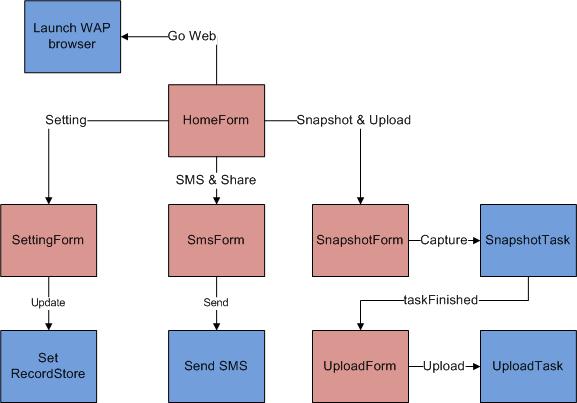 Launch WAP
browser
Go Web
HomeForm
Setting
Snapshot & Upload
SMS & Share
SettingForm
SmsForm
SnapshotForm
Capture
SnapshotTask
Update
Send
taskFinished
Set
RecordStore
Send SMS
UploadForm
Upload
UploadTask